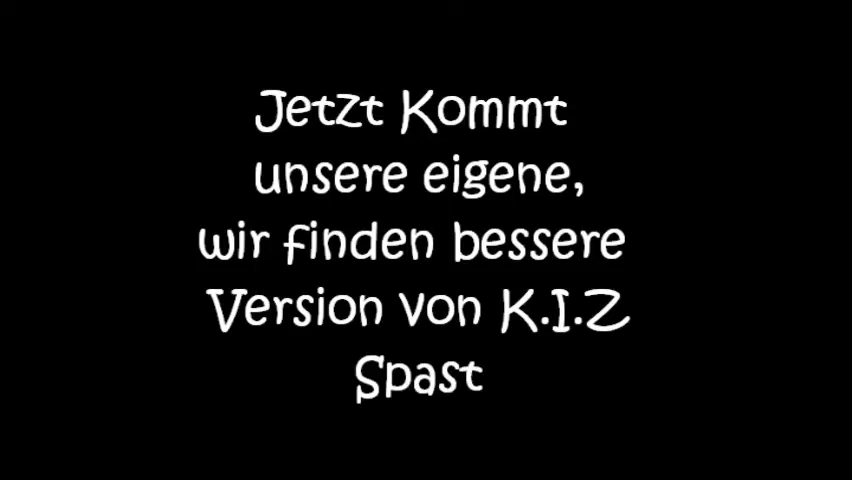 Jetzt Kommt
unsere eigene,
wir finden bessere
Version von K.I.Z
Spast